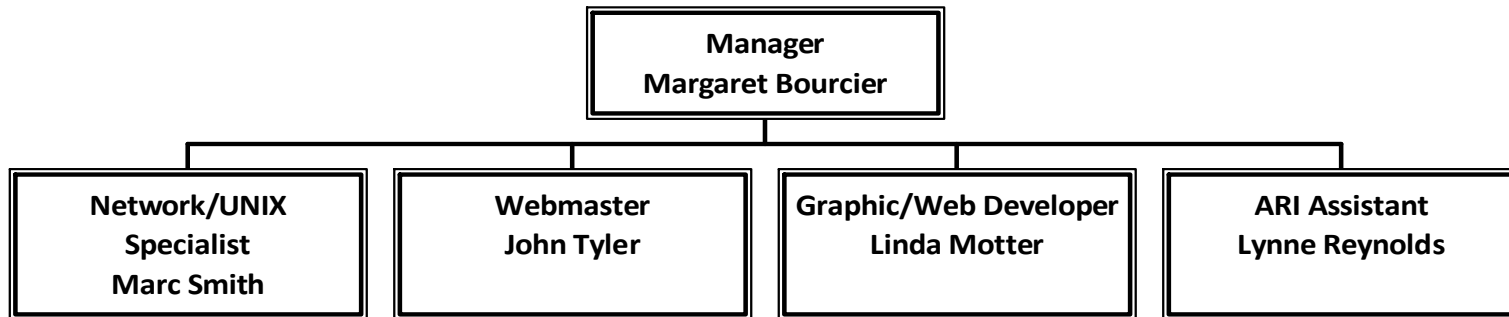 Manager
Margaret Bourcier
Network/UNIX
Specialist
Marc Smith
Webmaster
John Tyler
Graphic/Web Developer
Linda Motter
ARI Assistant
Lynne Reynolds